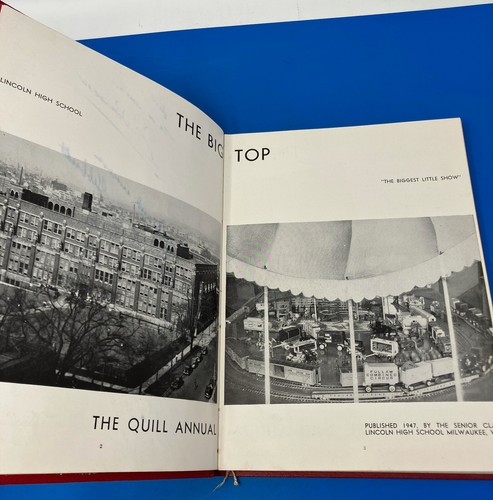 LINCOLN HIGH SCHOOL
THE BIG TOP
"THE BIGGEST LITTLE SHOW"
THE QUILL ANNUAL
2
PUBLISHED 1947, BY THE SENIOR
LINCOLN HIGH SCHOOL MILWAUKEE,